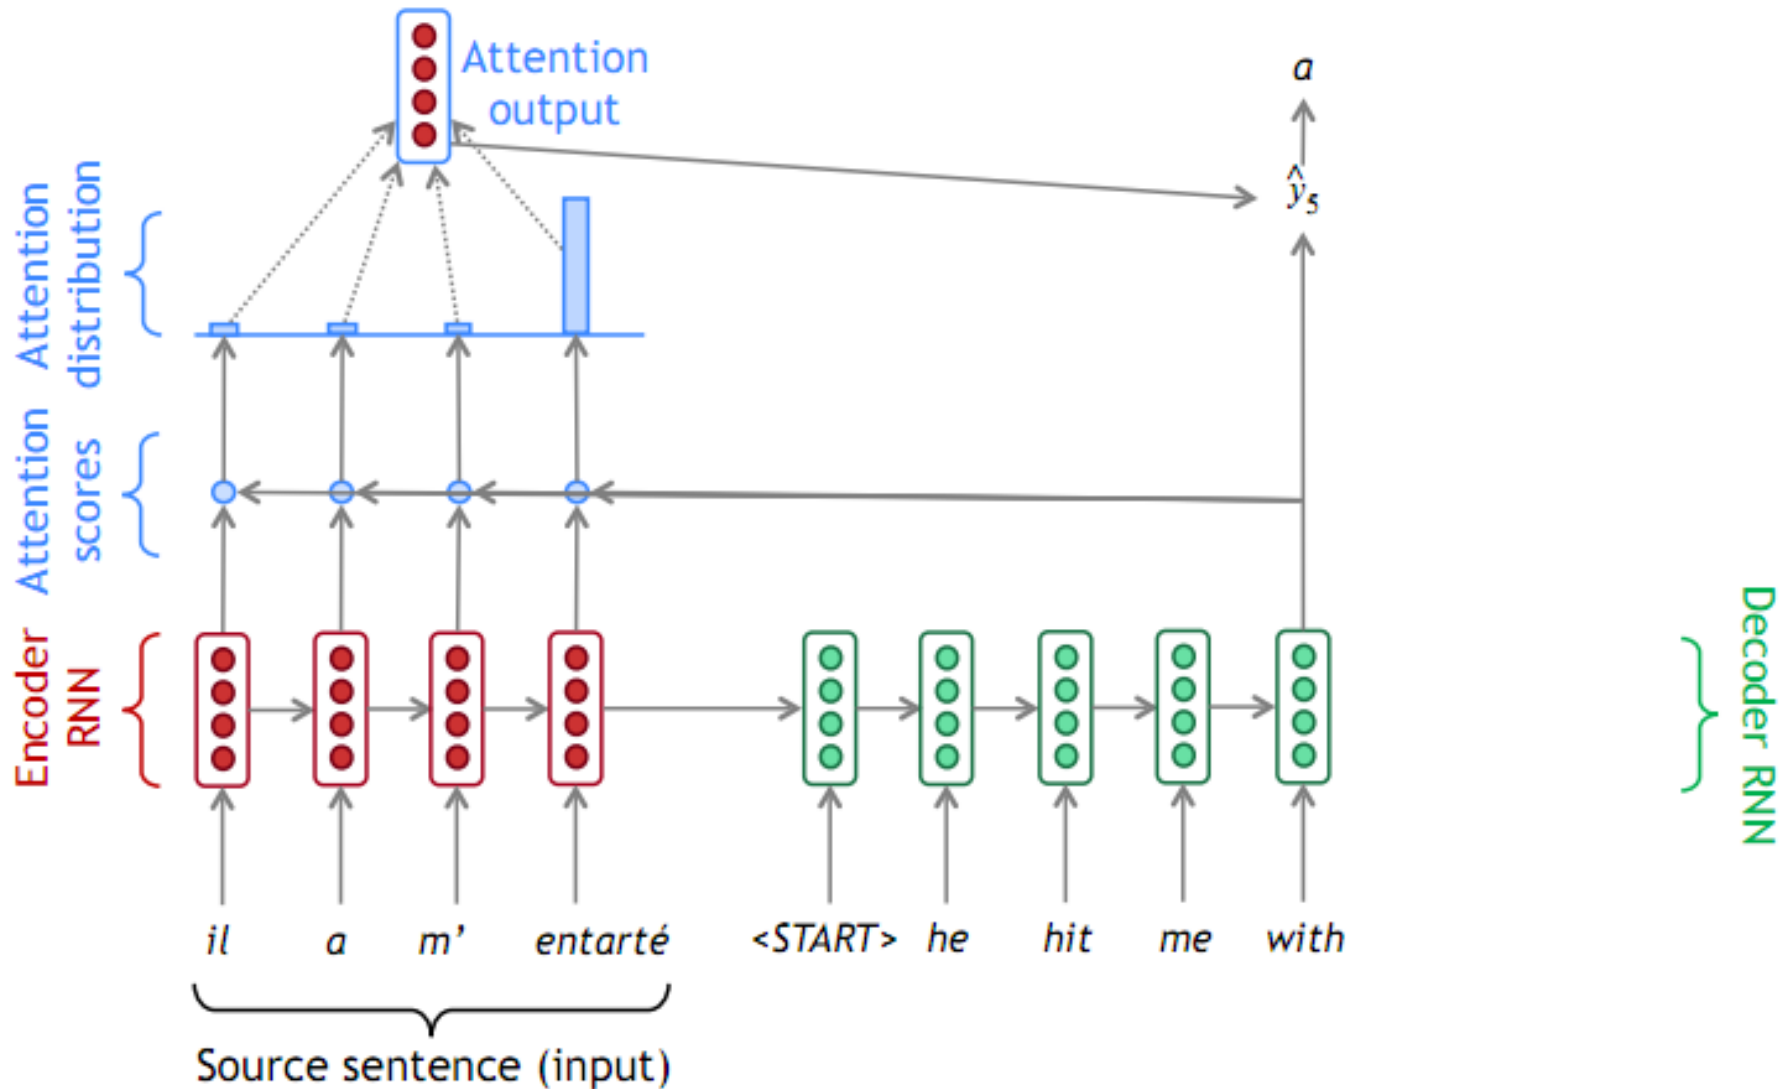 Attention
output
a
ŷ₅
Attention
distribution
Attention
scores
Encoder
RNN
Decoder RNN
il a m’ entarté <START> he hit me with
Source sentence (input)